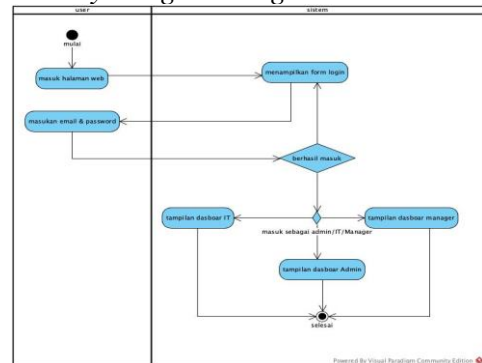 user
sistem
mulai
masuk halaman web
menampilkan form login
masukan email & password
berhasil masuk
tampilan dasboar IT
tampilan dasboar manager
masuk sebagai admin/IT/Manager
tampilan dasboar Admin
selesai
Powered By Visual Paradigm Community Edition